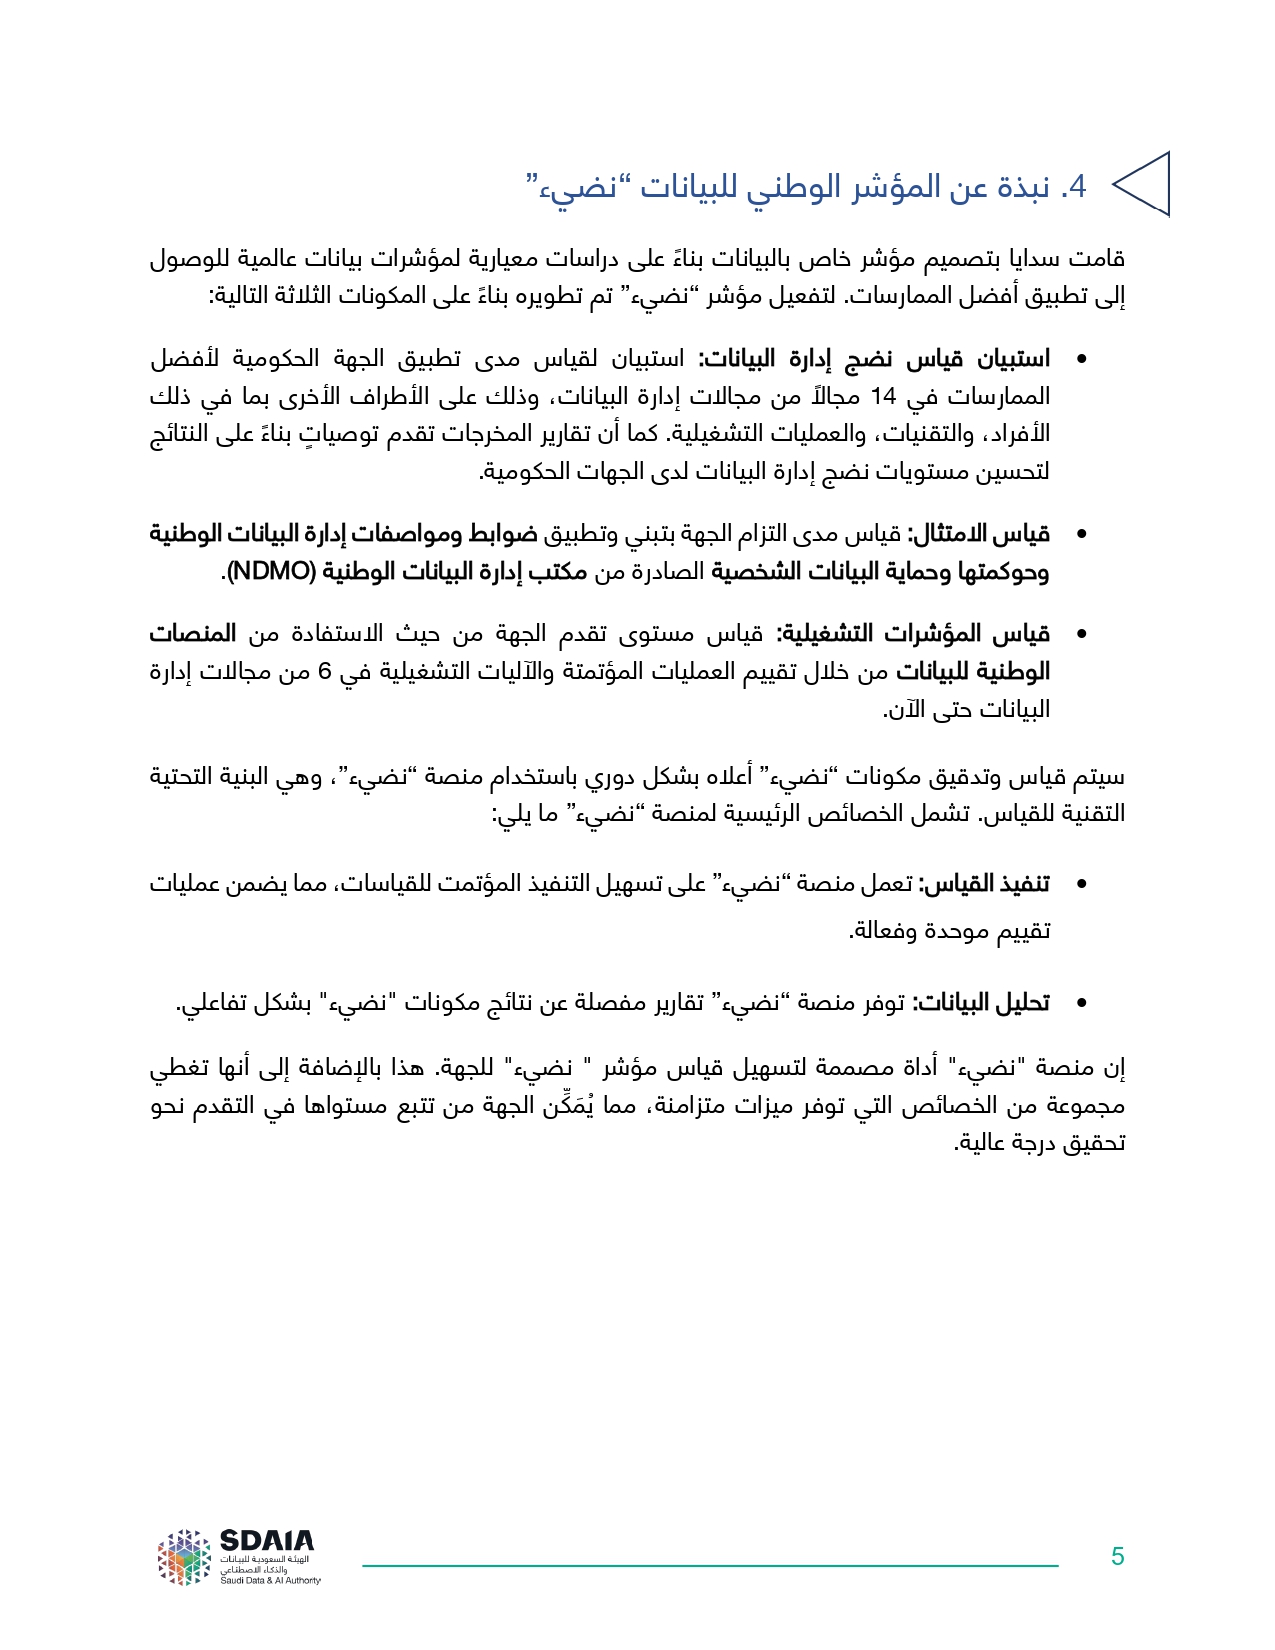 4. نبذة عن المؤشر الوطني للبيانات “نضيء”
قامت سدايا بتصميم مؤشر خاص بالبيانات بناءً على دراسات معيارية لمؤشرات بيانات عالمية للوصول
إلى تطبيق أفضل الممارسات. لتفعيل مؤشر “نضيء” تم تطويره بناءً على المكونات الثلاثة التالية:
• استبيان قياس نضج إدارة البيانات: استبيان لقياس مدى تطبيق الجهة الحكومية لأفضل
الممارسات في 14 مجالاً من مجالات إدارة البيانات، وذلك على الأطراف الأخرى بما في ذلك
الأفراد، والتقنيات، والعمليات التشغيلية. كما أن تقارير المخرجات تقدم توصياتٍ بناءً على النتائج
لتحسين مستويات نضج إدارة البيانات لدى الجهات الحكومية.
• قياس الامتثال: قياس مدى التزام الجهة بتبني وتطبيق ضوابط ومواصفات إدارة البيانات الوطنية
وحوكمتها وحماية البيانات الشخصية الصادرة من مكتب إدارة البيانات الوطنية (NDMO).
• قياس المؤشرات التشغيلية: قياس مستوى تقدم الجهة من حيث الاستفادة من المنصات
الوطنية للبيانات من خلال تقييم العمليات المؤتمتة والآليات التشغيلية في 6 من مجالات إدارة
البيانات حتى الآن.
سيتم قياس وتدقيق مكونات “نضيء” أعلاه بشكل دوري باستخدام منصة “نضيء”، وهي البنية التحتية
التقنية للقياس. تشمل الخصائص الرئيسية لمنصة “نضيء” ما يلي:
• تنفيذ القياس: تعمل منصة “نضيء” على تسهيل التنفيذ المؤتمت للقياسات، مما يضمن عمليات
تقييم موحدة وفعالة.
• تحليل البيانات: توفر منصة “نضيء” تقارير مفصلة عن نتائج مكونات "نضيء" بشكل تفاعلي.
إن منصة "نضيء" أداة مصممة لتسهيل قياس مؤشر " نضيء" للجهة. هذا بالإضافة إلى أنها تغطي
مجموعة من الخصائص التي توفر ميزات متزامنة، مما يُمَكِّن الجهة من تتبع مستواها في التقدم نحو
تحقيق درجة عالية.
5
SDAIA
الهيئة السعودية للبيانات
والذكاء الاصطناعي
Saudi Data & AI Authority